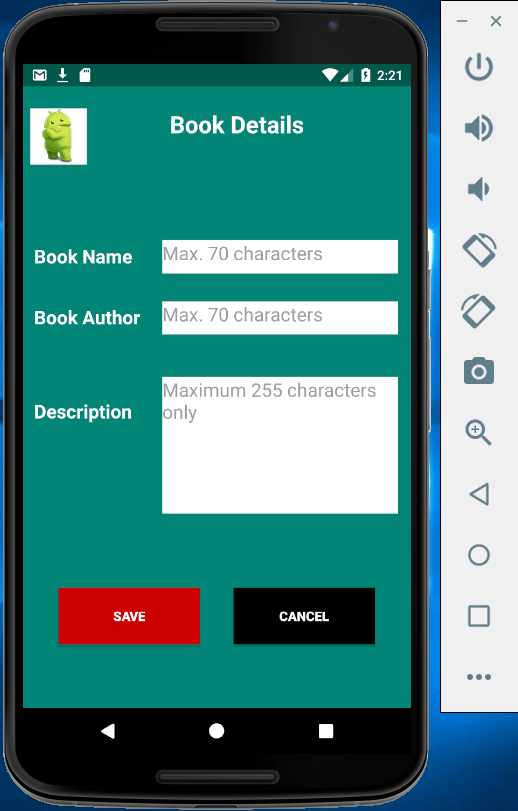 2:21
Book Details
Book Name
Max. 70 characters
Book Author
Max. 70 characters
Description
Maximum 255 characters
only
SAVE
CANCEL